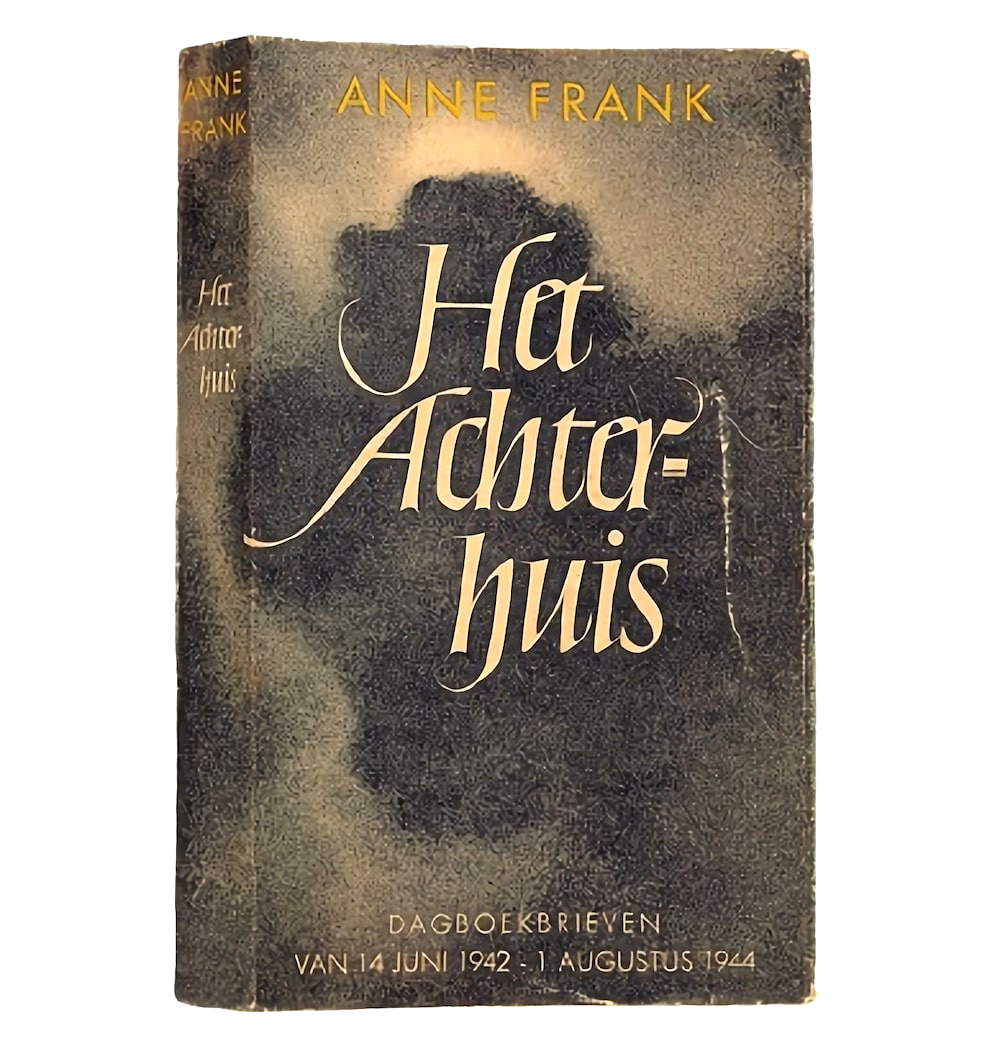 ANNE
FRANK
Het
Achter-
huis
ANNE FRANK
Het
Achter-
huis
DAGBOEKBRIEVEN
VAN 14 JUNI 1942 - 1 AUGUSTUS 1944